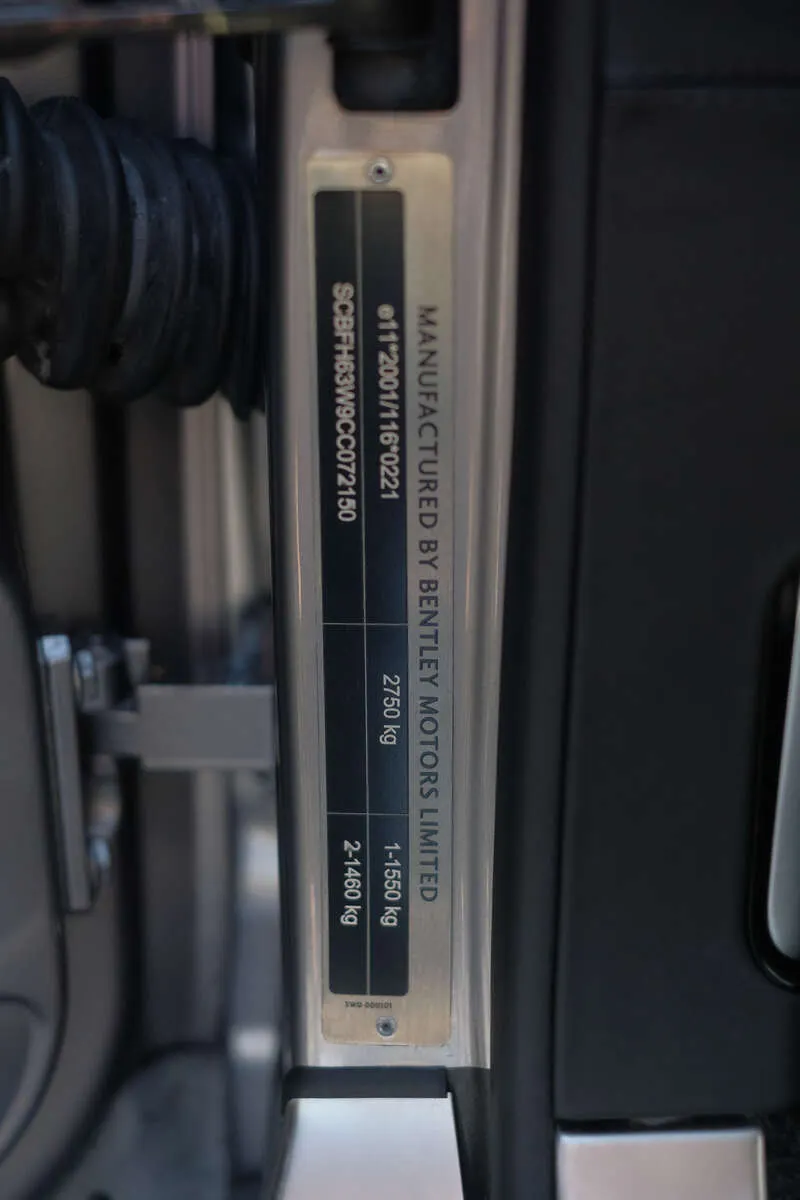 MANUFACTURED BY BENTLEY MOTORS LIMITED
e11*2001/116*0221
2750 kg
1-1550 kg
SCBFH63W9CC072150
2-1460 kg